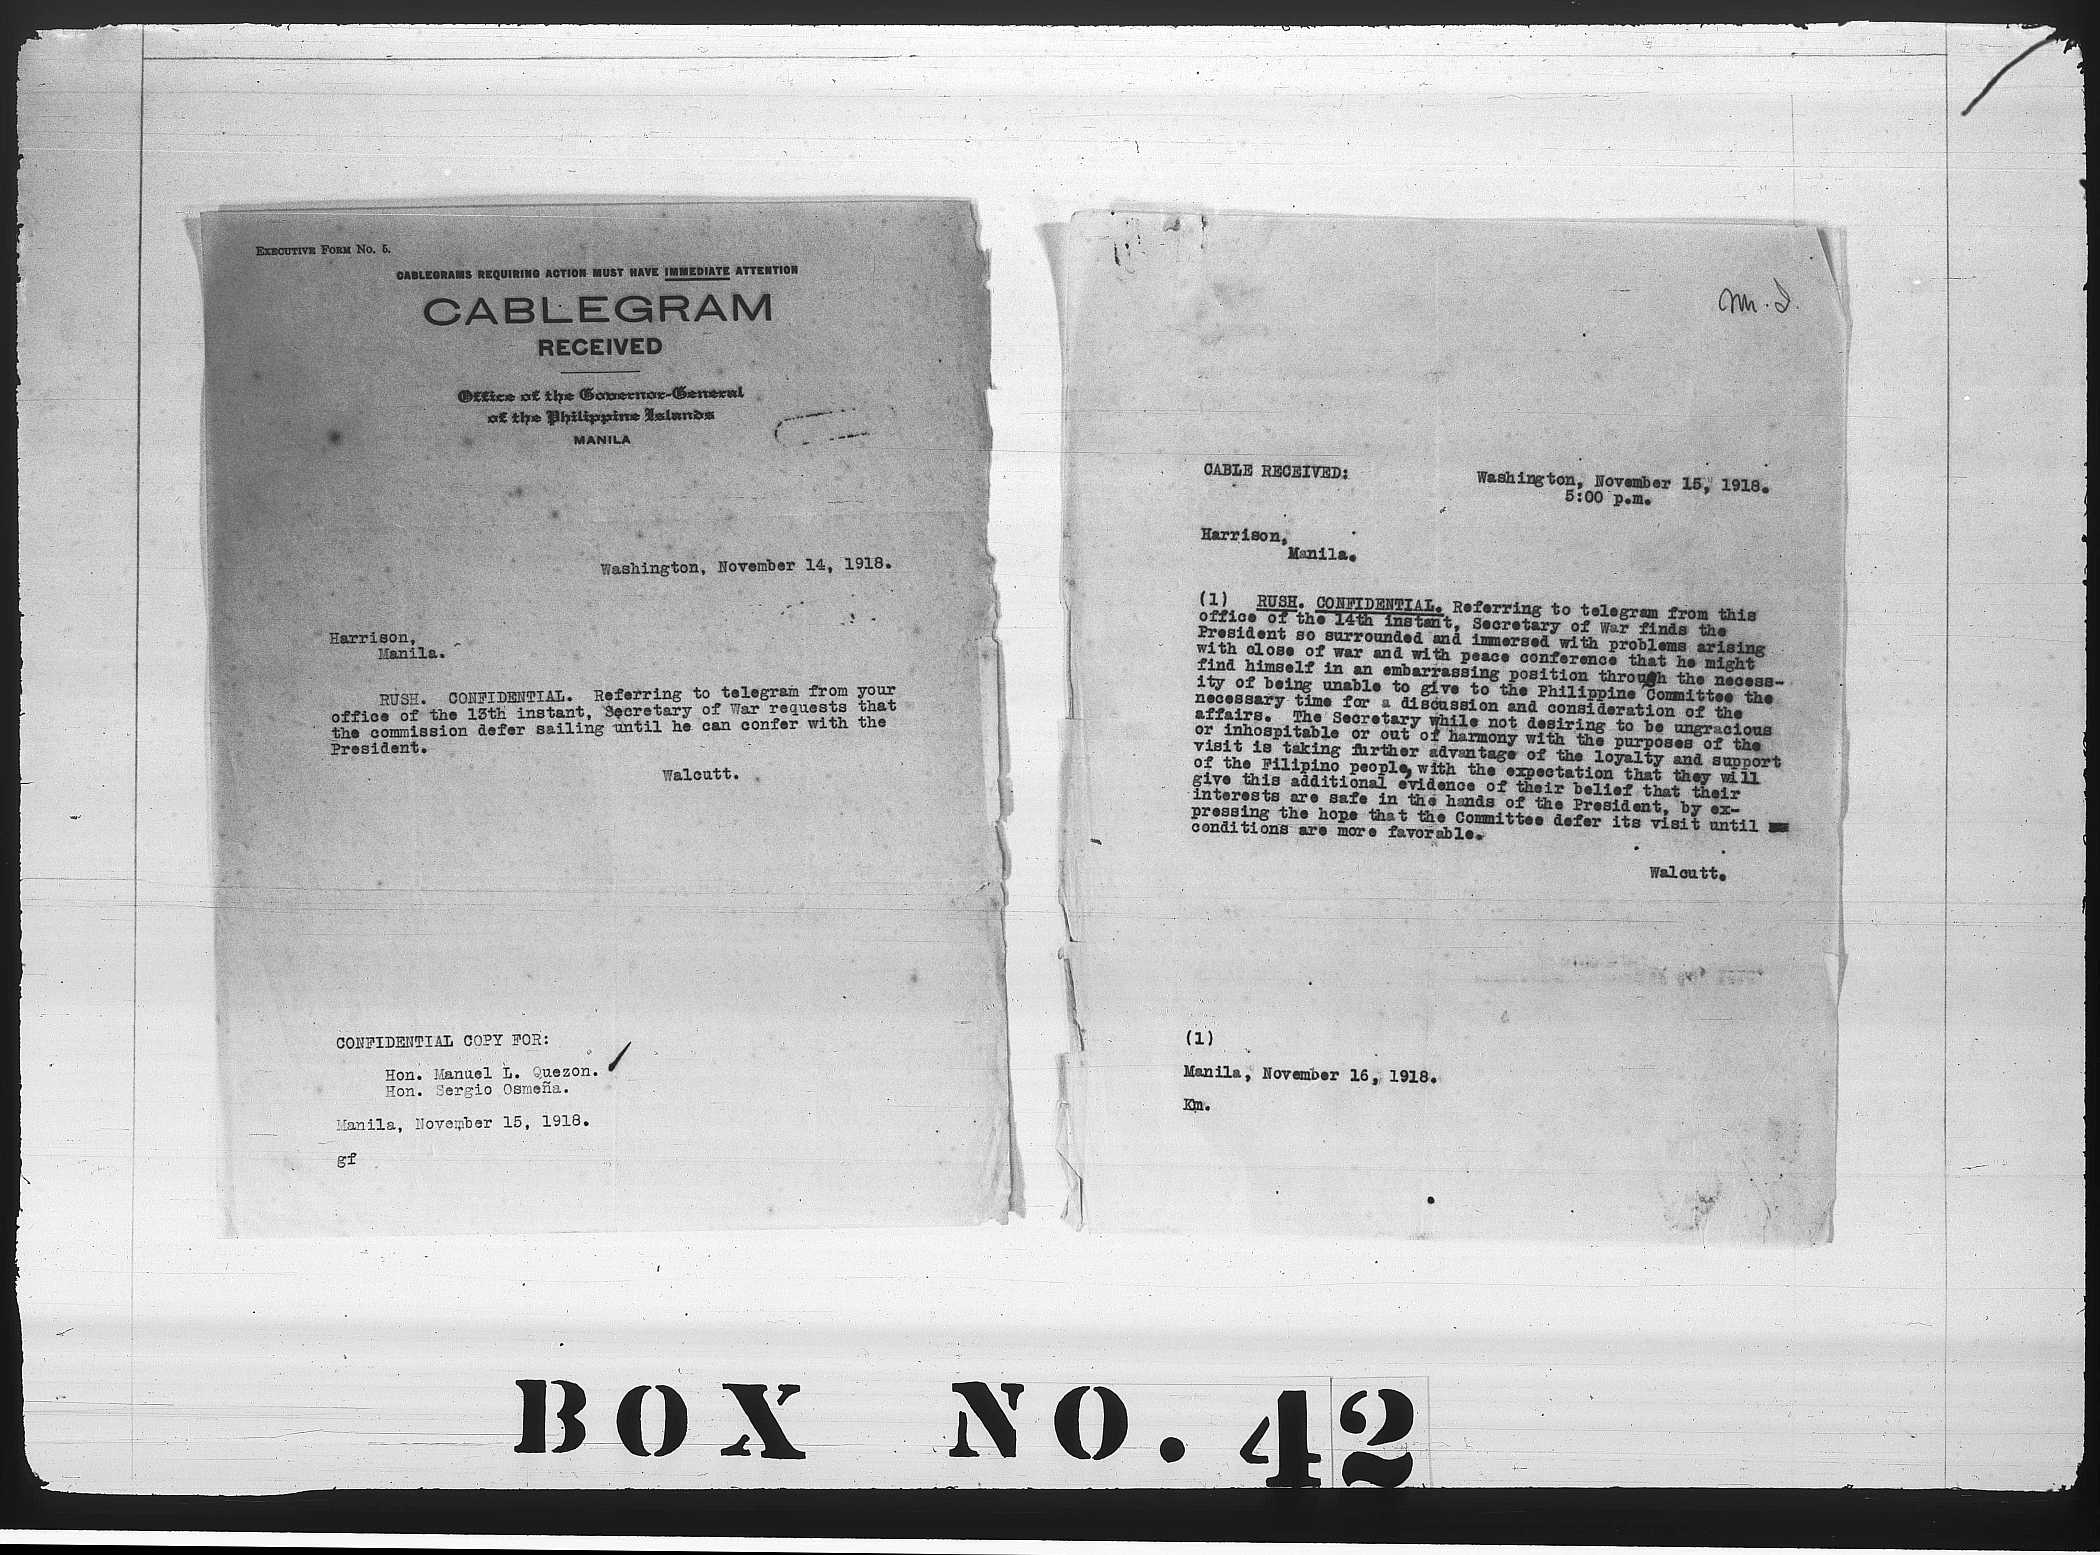 EXECUTIVE FORM No. 5.
CABLEGRAMS REQUIRING ACTION MUST HAVE IMMEDIATE ATTENTION
CABLEGRAM
RECEIVED
Office of the Governor-General
of the Philippine Islands
MANILA
Washington, November 14, 1918.
Harrison,
Manila.
RUSH. CONFIDENTIAL. Referring to telegram from your
office of the 13th instant, Secretary of War requests that
the commission defer sailing until he can confer with the
President.
Walcutt.
CONFIDENTIAL COPY FOR:
Hon. Manuel L. Quezon.
Hon. Sergio Osmeña.
Manila, November 15, 1918.
gf
M. I.
CABLE RECEIVED:
Washington, November 15, 1918.
5:00 p.m.
Harrison,
Manila.
(1) RUSH. CONFIDENTIAL. Referring to telegram from this
office of the 14th instant, Secretary of War finds the
President so surrounded and immersed with problems arising
with close of war and with peace conference that he might
find himself in an embarrassing position through the necess-
ity of being unable to give to the Philippine Committee the
necessary time for a discussion and consideration of the
affairs. The Secretary while not desiring to be ungracious
or inhospitable or out of harmony with the purposes of the
visit is taking further advantage of the loyalty and support
of the Filipino people, with the expectation that they will
give this additional evidence of their belief that their
interests are safe in the hands of the President, by ex-
pressing the hope that the Committee defer its visit until
conditions are more favorable.
Walcutt.
(1)
Manila, November 16, 1918.
Km.
BOX NO. 42